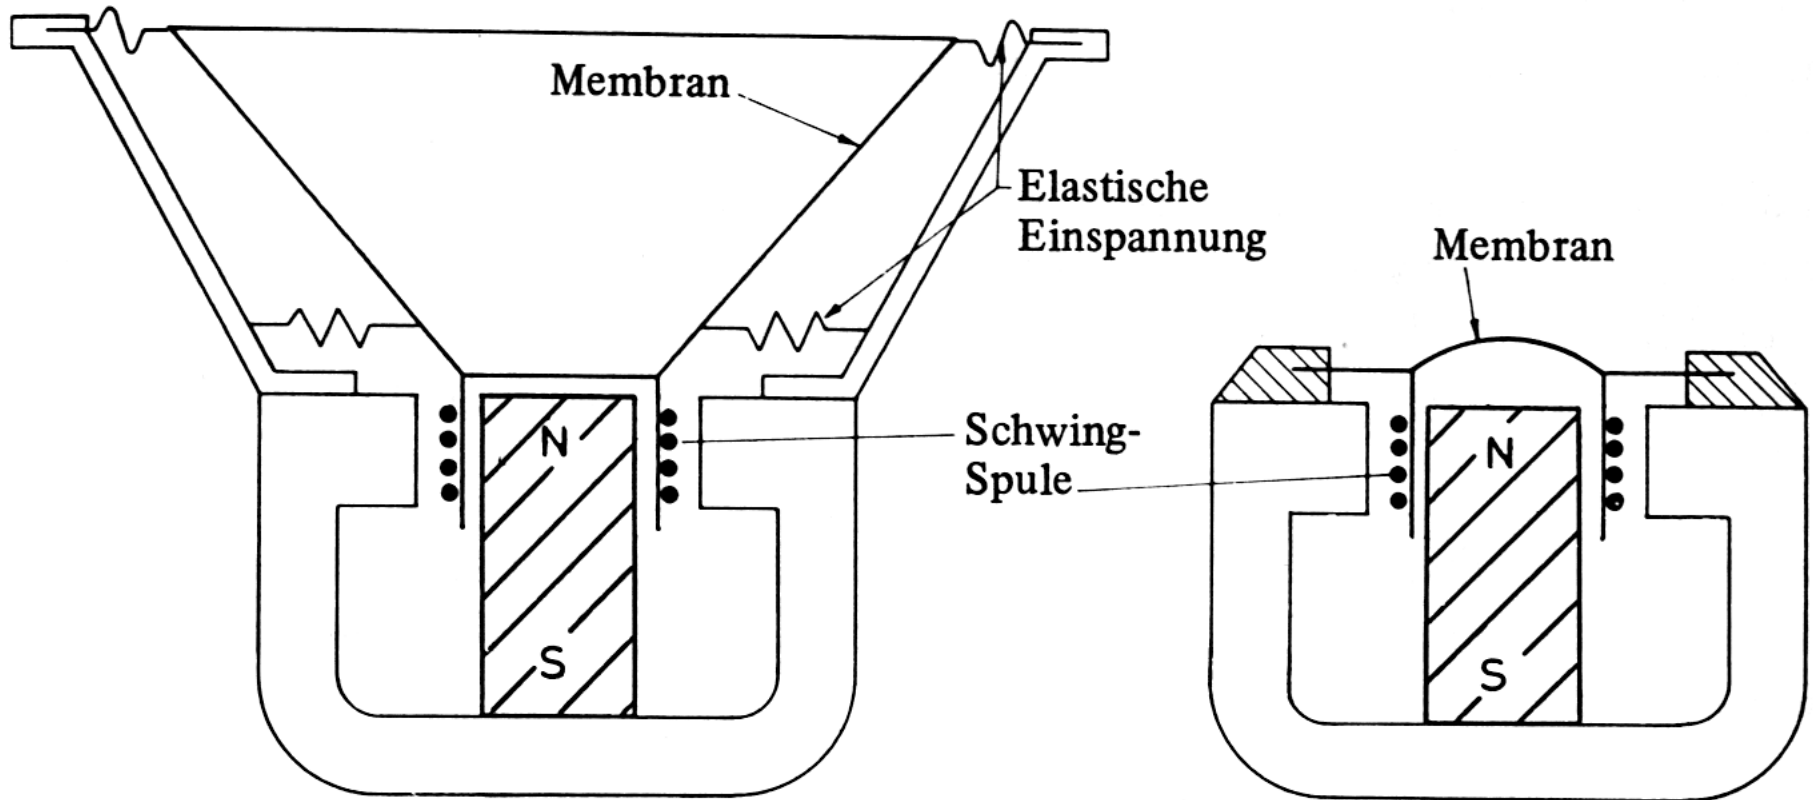 Membran
Elastische
Einspannung
Membran
N
Schwing-
Spule
N
S
S